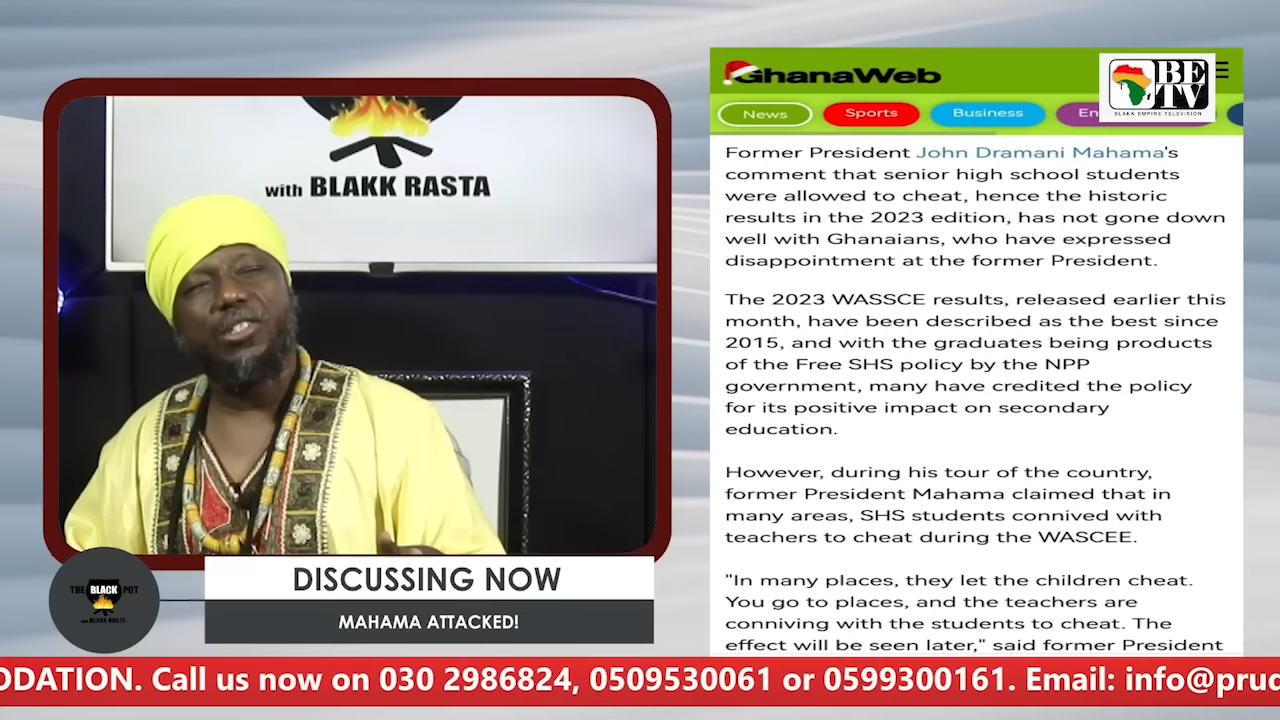 with BLAKK RASTA
THE BLACK POT
with BLAKK RASTA
DISCUSSING NOW
MAHAMA ATTACKED!
GhanaWeb
BE
TV
BLAKK EMPIRE TELEVISION
News
Sports
Business
En
Former President John Dramani Mahama's
comment that senior high school students
were allowed to cheat, hence the historic
results in the 2023 edition, has not gone down
well with Ghanaians, who have expressed
disappointment at the former President.
The 2023 WASSCE results, released earlier this
month, have been described as the best since
2015, and with the graduates being products
of the Free SHS policy by the NPP
government, many have credited the policy
for its positive impact on secondary
education.
However, during his tour of the country,
former President Mahama claimed that in
many areas, SHS students connived with
teachers to cheat during the WASCEE.
"In many places, they let the children cheat.
You go to places, and the teachers are
conniving with the students to cheat. The
effect will be seen later," said former President
ODATION. Call us now on 030 2986824, 0509530061 or 0599300161. Email: info@prud